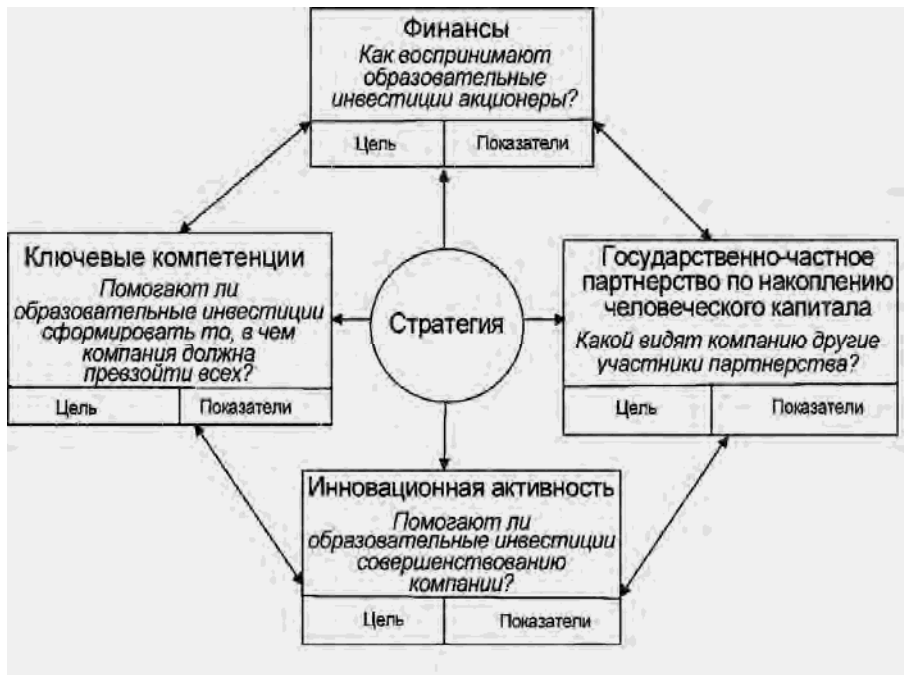 Финансы
Как воспринимают
образовательные
инвестиции акционеры?
Цель
Показатели
Ключевые компетенции
Помогают ли
образовательные инвестиции
сформировать то, в чем
компания должна
превзойти всех?
Цель
Показатели
Стратегия
Государственно-частное
партнерство по накоплению
человеческого капитала
Какой видят компанию другие
участники партнерства?
Цель
Показатели
Инновационная активность
Помогают ли
образовательные инвестиции
совершенствованию
компании?
Цель
Показатели